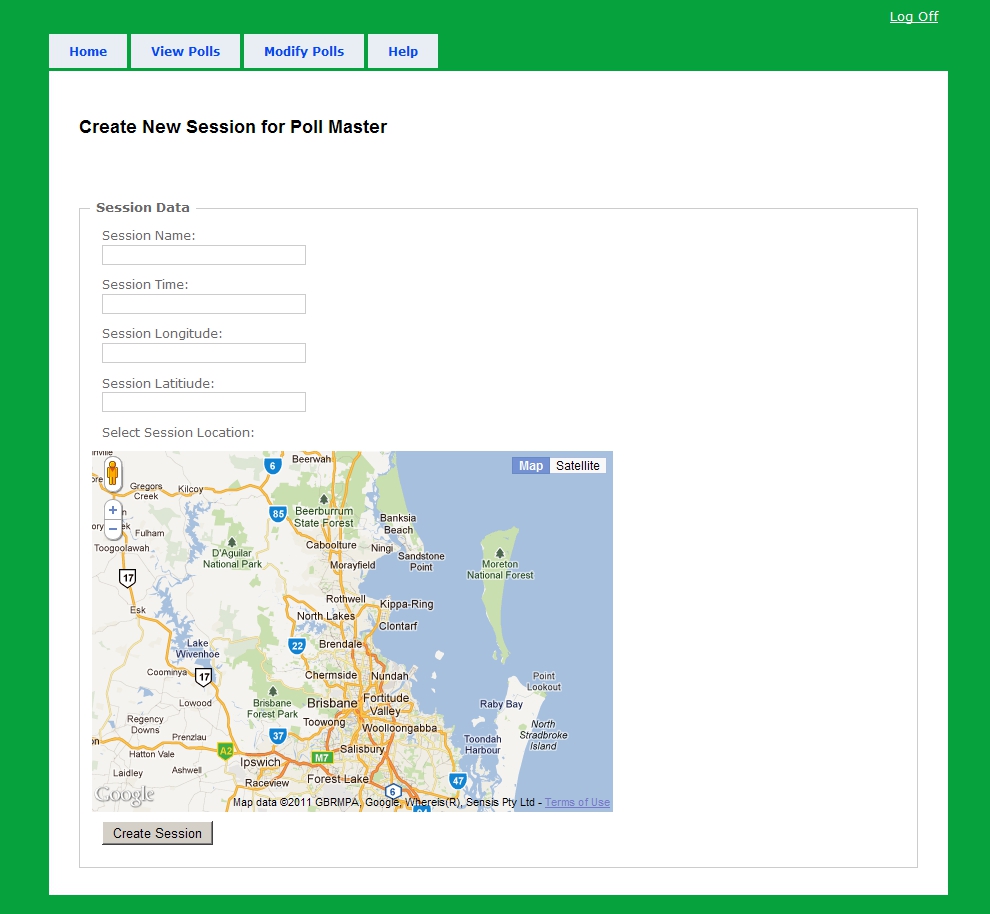 Log Off
Home View Polls Modify Polls Help
Create New Session for Poll Master
Session Data
Session Name:
Session Time:
Session Longitude:
Session Latitiude:
Select Session Location:
Beerwah
6
Map Satellite
Gregors
Creek
Kilcoy
+
−
85
Beerburrum
State Forest
Banksia
Beach
Fulham
Toogoolawah
D'Aguilar
National Park
Caboolture
Ningi
Sandstone
Point
Morayfield
Moreton
National Forest
17
Esk
Rothwell
Kippa-Ring
North Lakes
Clontarf
22
Brendale
Lake
Wivenhoe
Coominya
17
Chermside
Nundah
Point
Lookout
Lowood
Brisbane
Forest Park
Brisbane
Fortitude
Valley
Raby Bay
Regency
Downs
Toowong
Woolloongabba
North
Stradbroke
Island
Prenzlau
37
Toondah
Harbour
Hatton Vale
A2
Ipswich
M7
Salisbury
Laidley
Ashwell
Raceview
Forest Lake
47
6
Google
Map data ©2011 GBRMPA, Google, Whereis(R), Sensis Pty Ltd - Terms of Use
Create Session